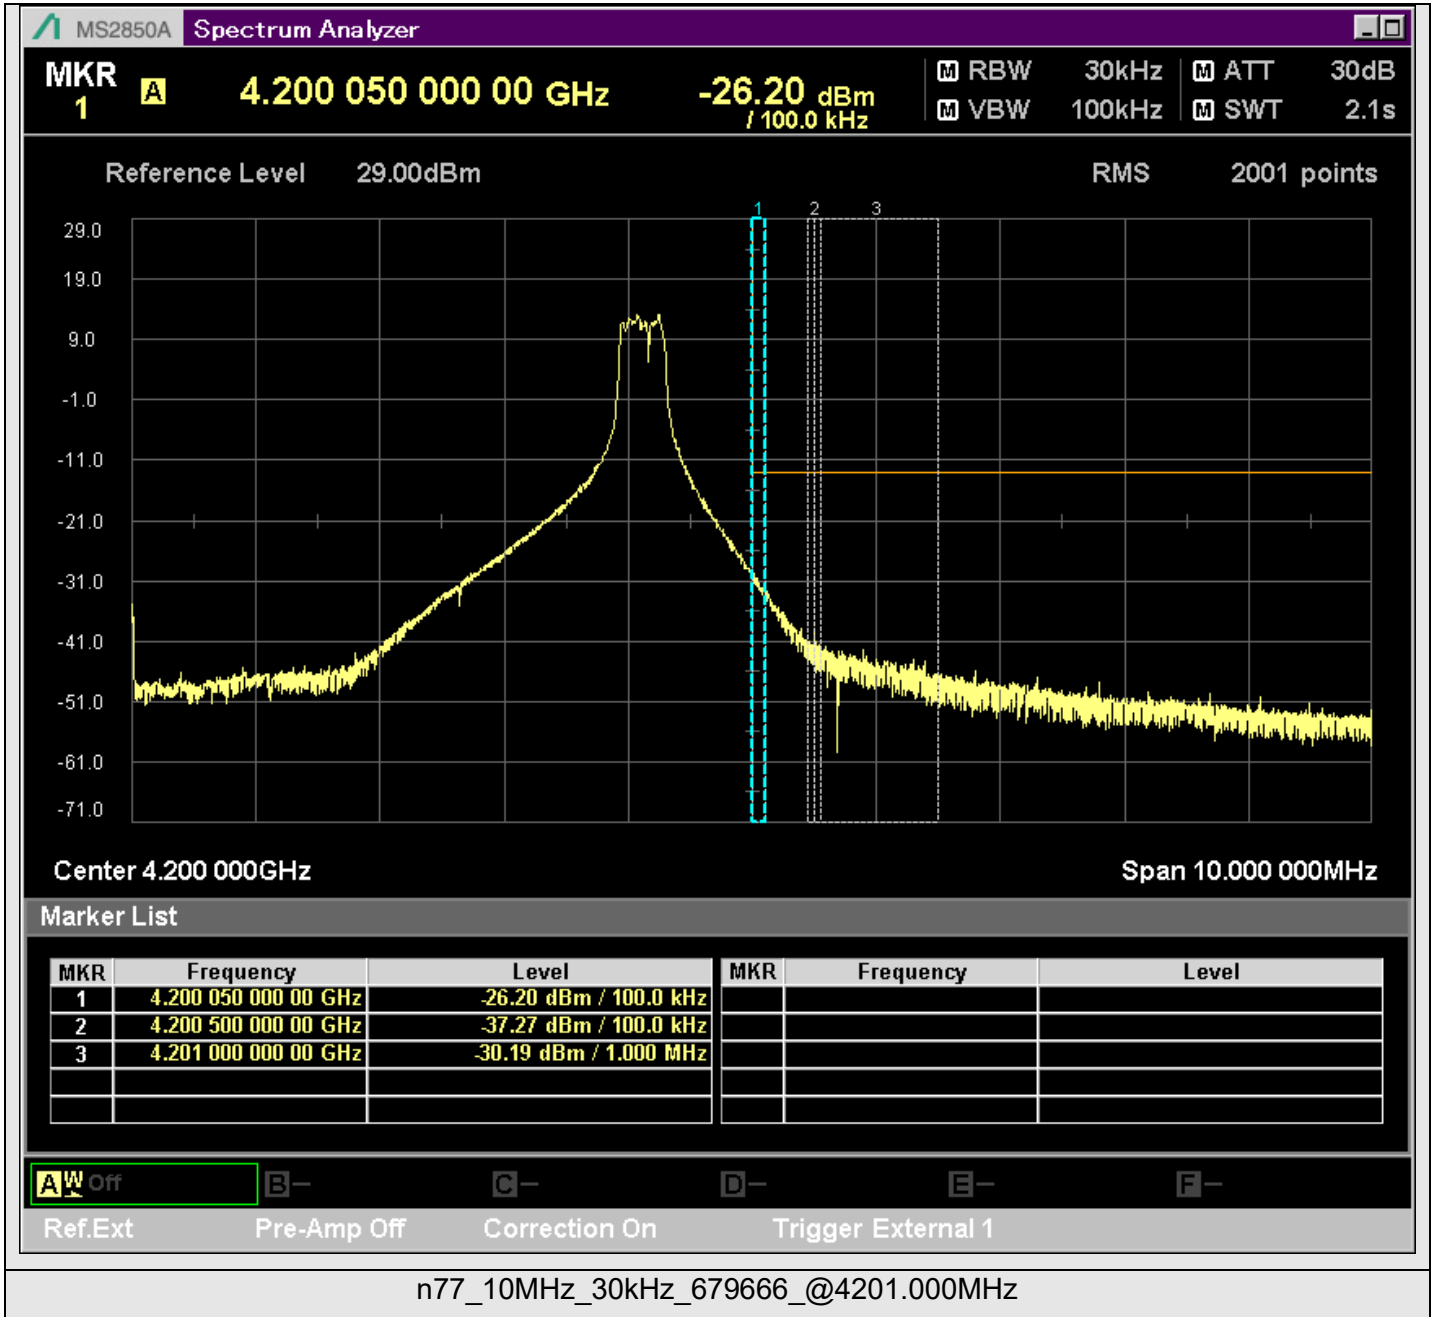 MS2850A Spectrum Analyzer
MKR 1 A 4.200 050 000 00 GHz -26.20 dBm / 100.0 kHz
M RBW 30kHz M ATT 30dB
M VBW 100kHz M SWT 2.1s
Reference Level 29.00dBm RMS 2001 points
1 2 3
29.0
19.0
9.0
-1.0
-11.0
-21.0
-31.0
-41.0
-51.0
-61.0
-71.0
Center 4.200 000GHz Span 10.000 000MHz
Marker List
MKR Frequency Level MKR Frequency Level
1 4.200 050 000 00 GHz -26.20 dBm / 100.0 kHz
2 4.200 500 000 00 GHz -37.27 dBm / 100.0 kHz
3 4.201 000 000 00 GHz -30.19 dBm / 1.000 MHz
A W Off B — C — D — E — F —
Ref.Ext Pre-Amp Off Correction On Trigger External 1
n77_10MHz_30kHz_679666_@4201.000MHz